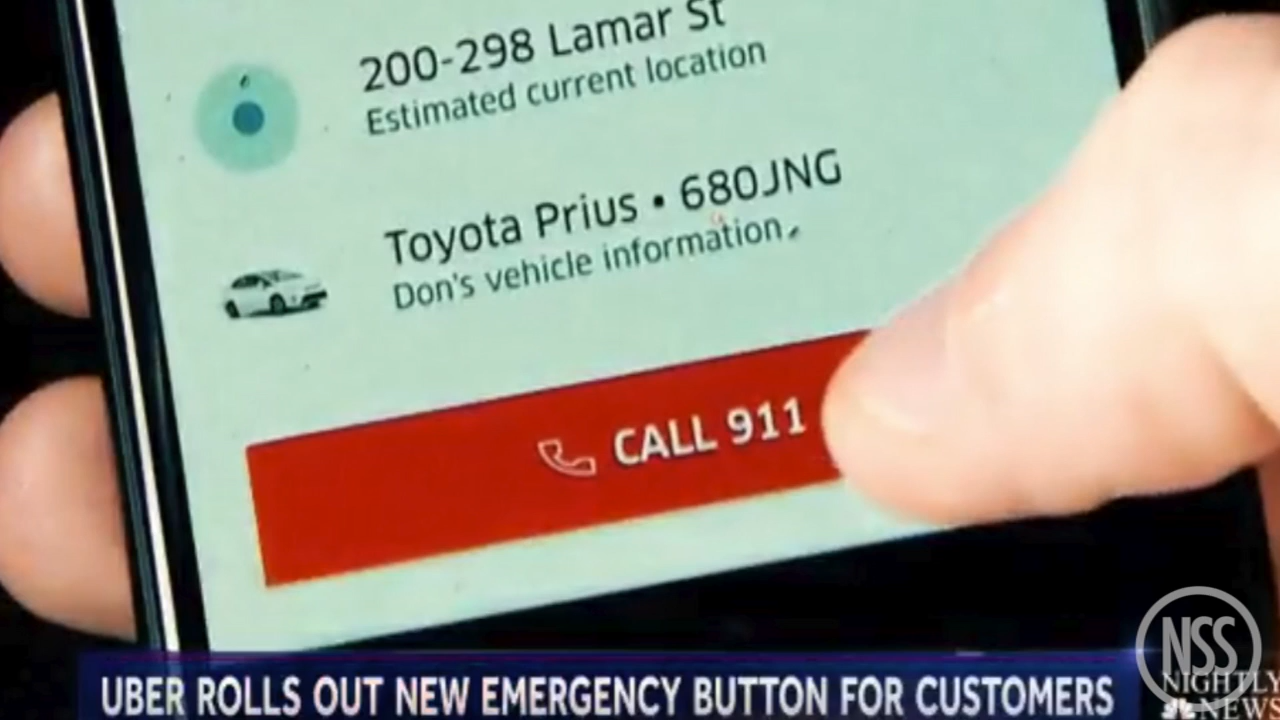 200-298 Lamar St
Estimated current location
Toyota Prius • 680JNG
Don's vehicle information
CALL 911
UBER ROLLS OUT NEW EMERGENCY BUTTON FOR CUSTOMERS
NSS
NIGHTLY
NEWS